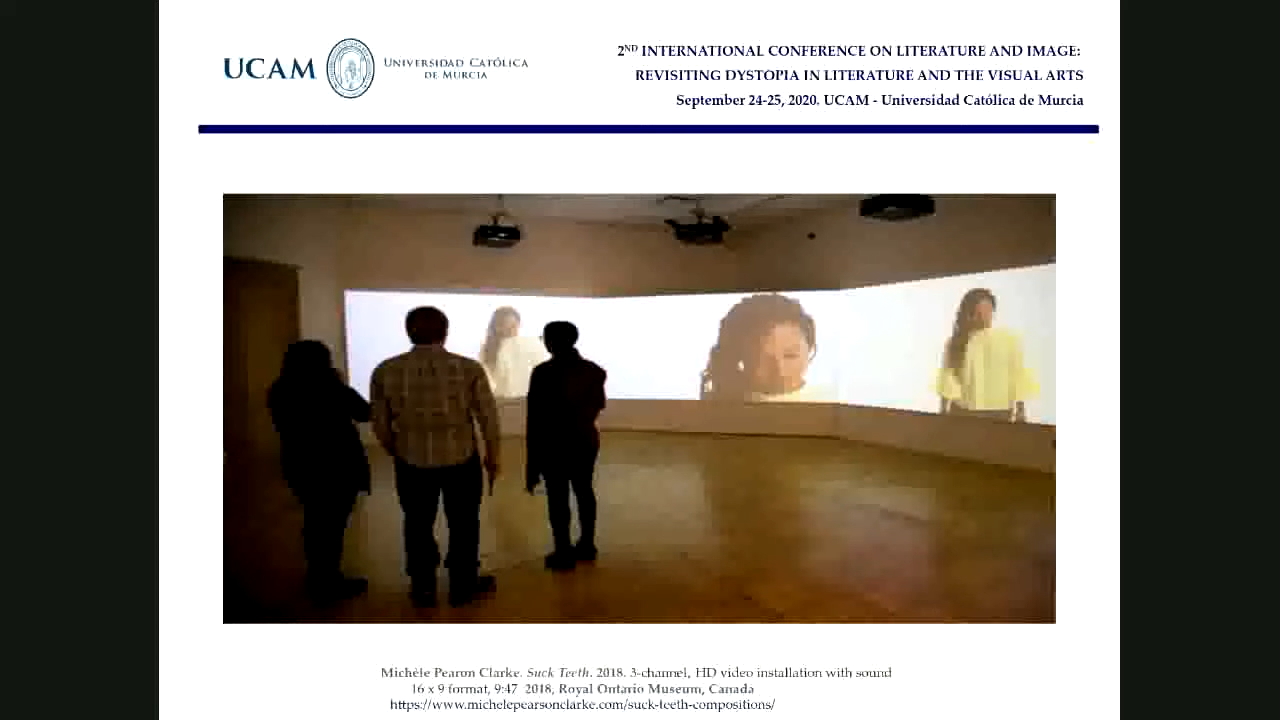 UCAM
UNIVERSIDAD CATÓLICA
DE MURCIA
2ND INTERNATIONAL CONFERENCE ON LITERATURE AND IMAGE:
REVISITING DYSTOPIA IN LITERATURE AND THE VISUAL ARTS
September 24-25, 2020. UCAM - Universidad Católica de Murcia
Michèle Pearon Clarke. Suck Teeth. 2018. 3-channel, HD video installation with sound
16 x 9 format, 9:47 2018, Royal Ontario Museum, Canada
https://www.michelepearsonclarke.com/suck-teeth-compositions/